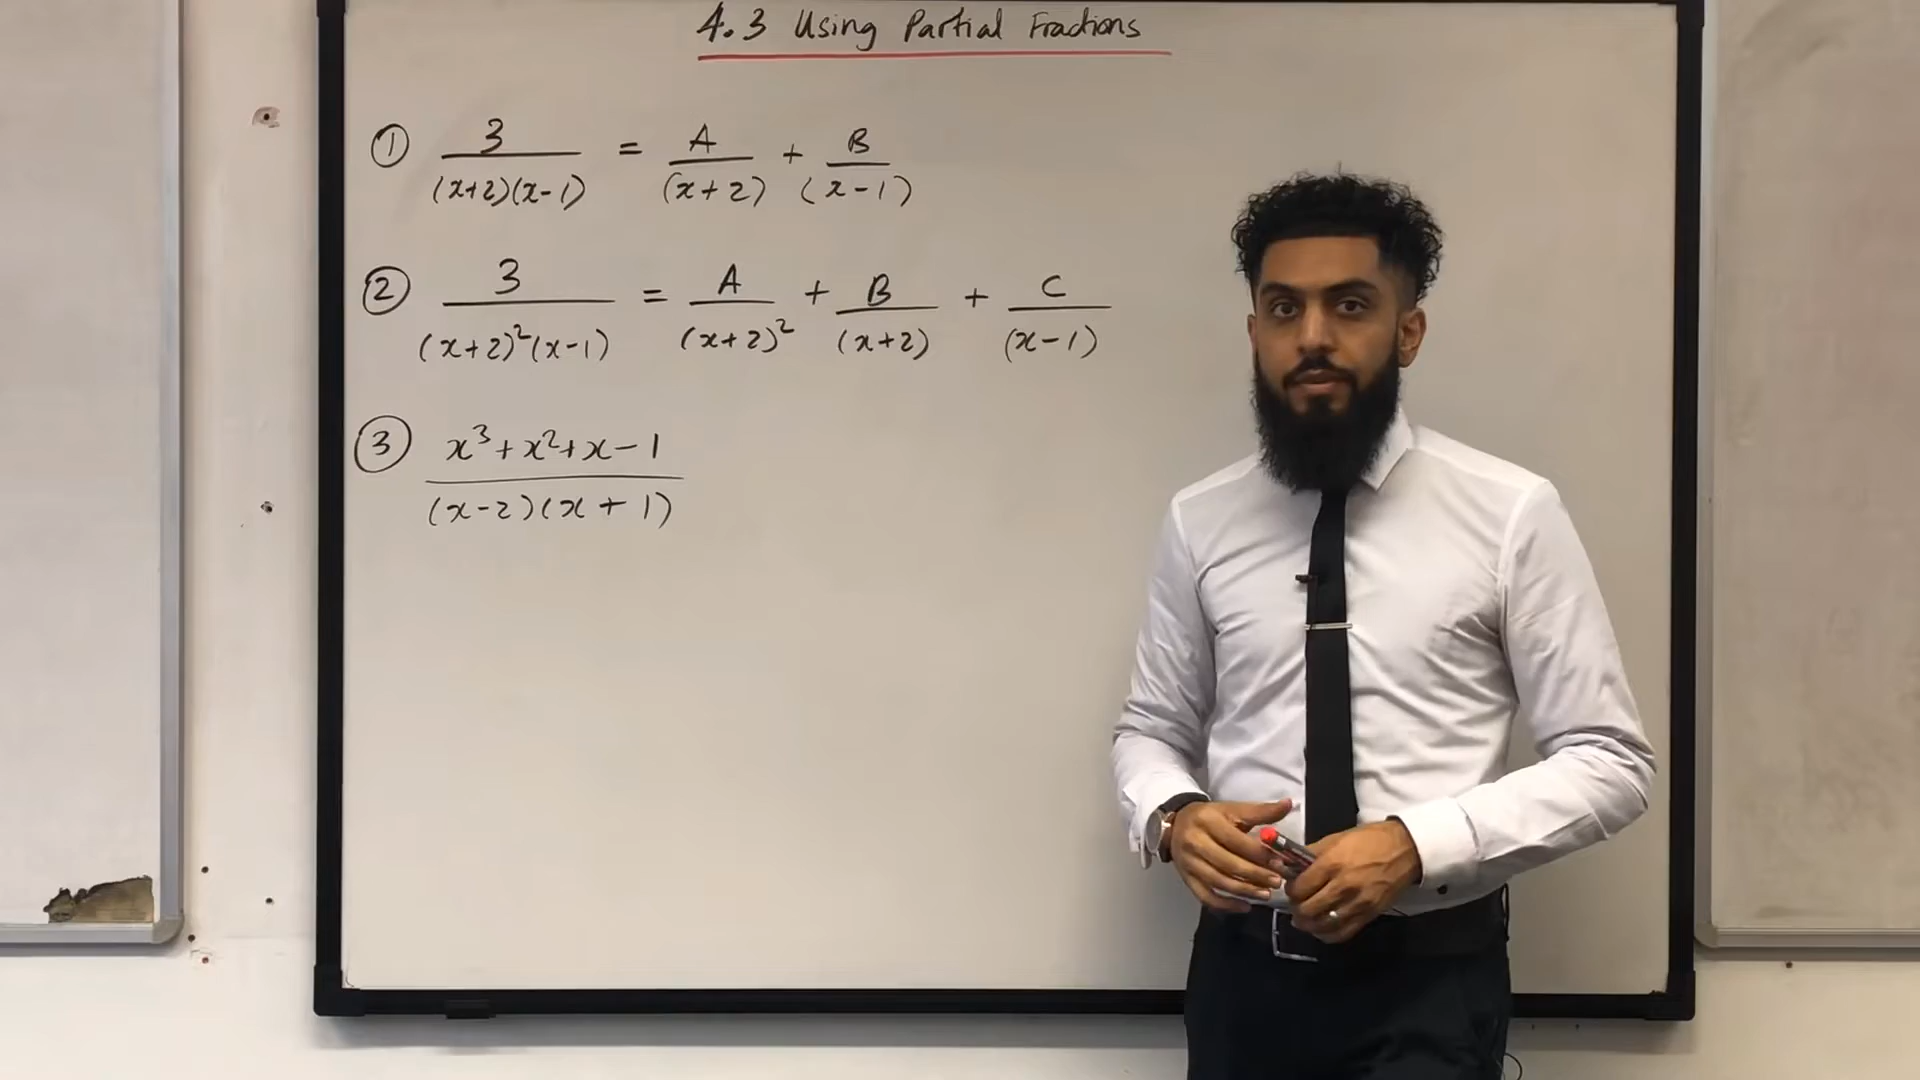 4.3 Using Partial Fractions
① 3/((x+2)(x-1)) = A/(x+2) + B/(x-1)
② 3/((x+2)²(x-1)) = A/(x+2)² + B/(x+2) + C/(x-1)
③ (x³+x²+x-1)/((x-2)(x+1))